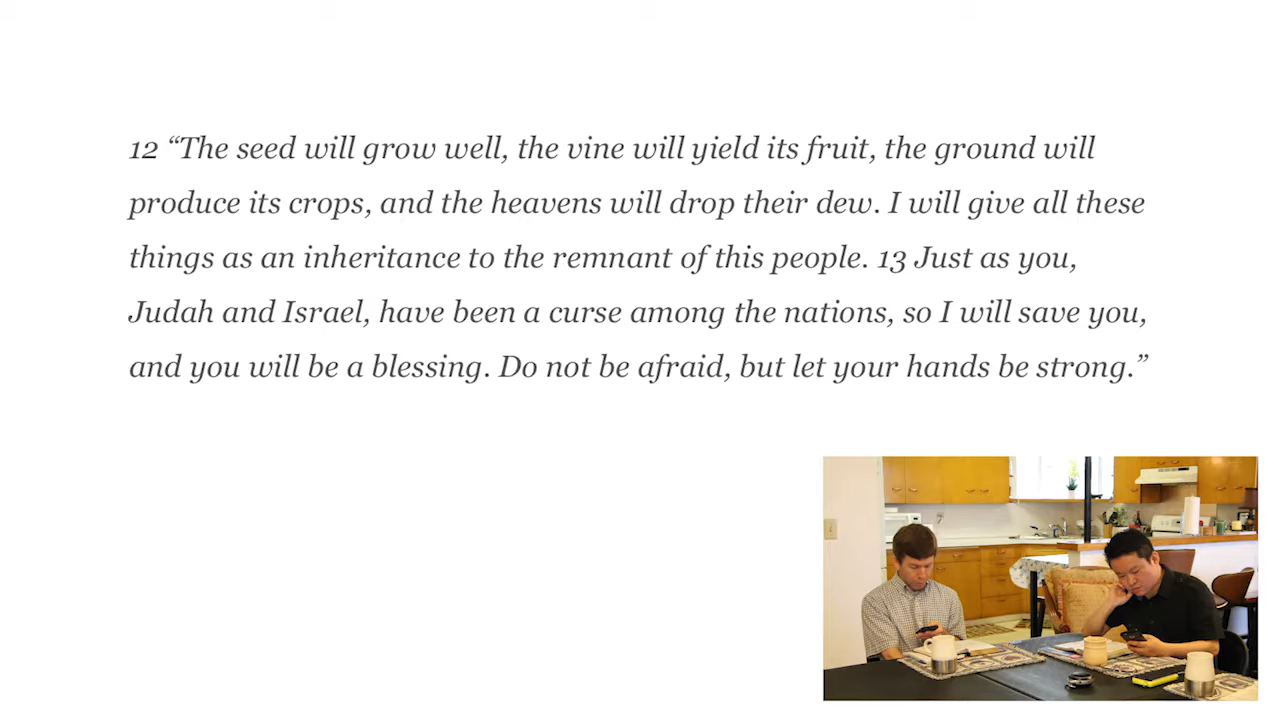 12 “The seed will grow well, the vine will yield its fruit, the ground will
produce its crops, and the heavens will drop their dew. I will give all these
things as an inheritance to the remnant of this people. 13 Just as you,
Judah and Israel, have been a curse among the nations, so I will save you,
and you will be a blessing. Do not be afraid, but let your hands be strong.”